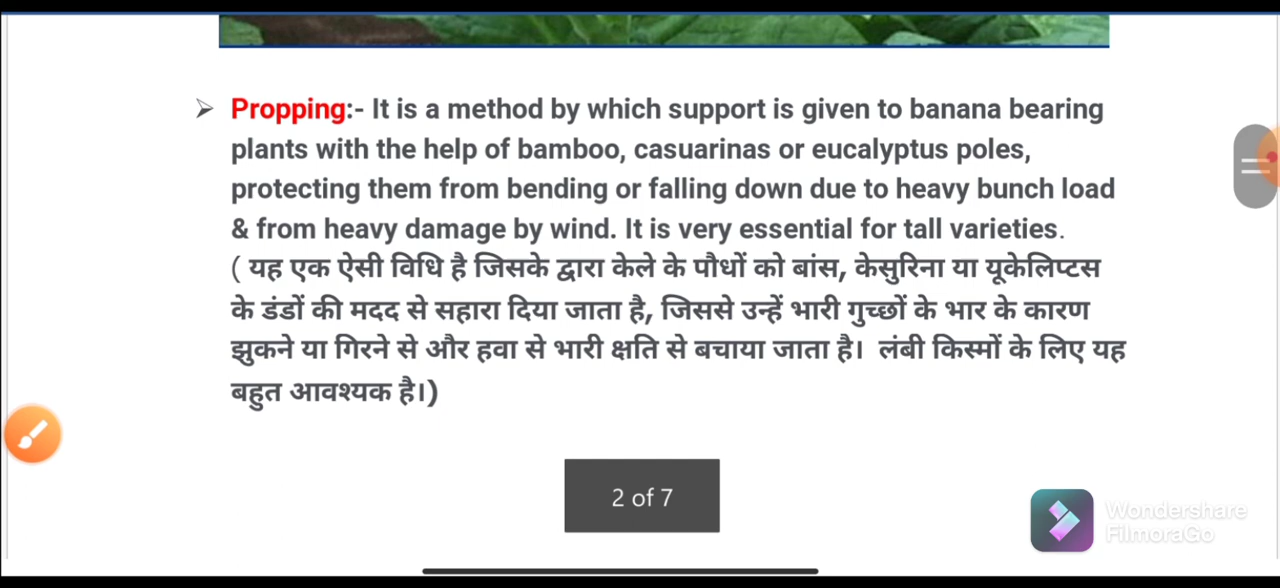 ➢ Propping:- It is a method by which support is given to banana bearing
plants with the help of bamboo, casuarinas or eucalyptus poles,
protecting them from bending or falling down due to heavy bunch load
& from heavy damage by wind. It is very essential for tall varieties.
( यह एक ऐसी विधि है जिसके द्वारा केले के पौधों को बांस, केसुरिना या यूकेलिप्टस
के डंडों की मदद से सहारा दिया जाता है, जिससे उन्हें भारी गुच्छों के भार के कारण
झुकने या गिरने से और हवा से भारी क्षति से बचाया जाता है। लंबी किस्मों के लिए यह
बहुत आवश्यक है।)
2 of 7
Wondershare
FilmoraGo